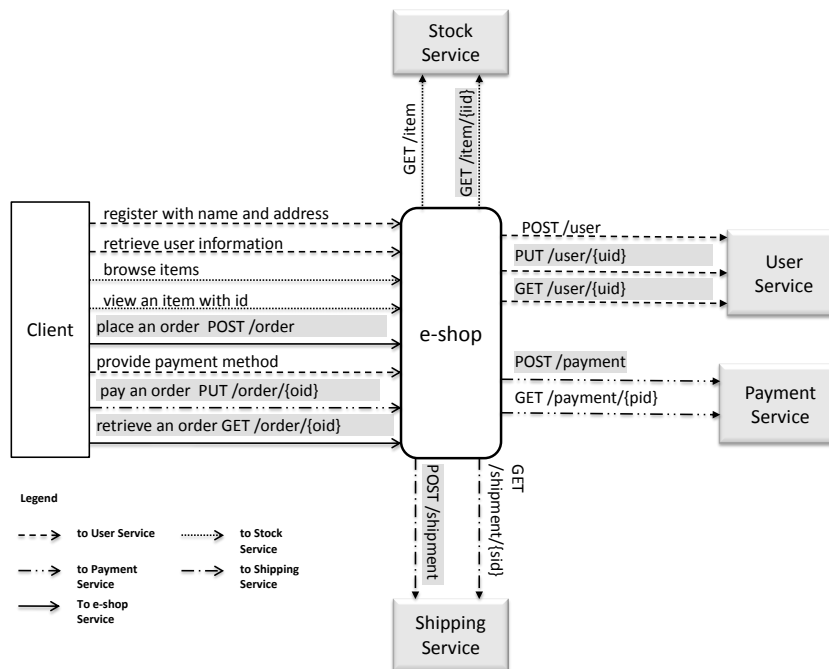 Stock
Service
GET /item
GET /item/{iid}
register with name and address
retrieve user information
browse items
view an item with id
place an order POST /order
provide payment method
pay an order PUT /order/{oid}
retrieve an order GET /order/{oid}
Client
e-shop
POST /user
PUT /user/{uid}
GET /user/{uid}
User
Service
POST /payment
GET /payment/{pid}
Payment
Service
POST /shipment
GET
/shipment/{sid}
Shipping
Service
Legend
to User Service
to Stock
Service
to Payment
Service
to Shipping
Service
To e-shop
Service